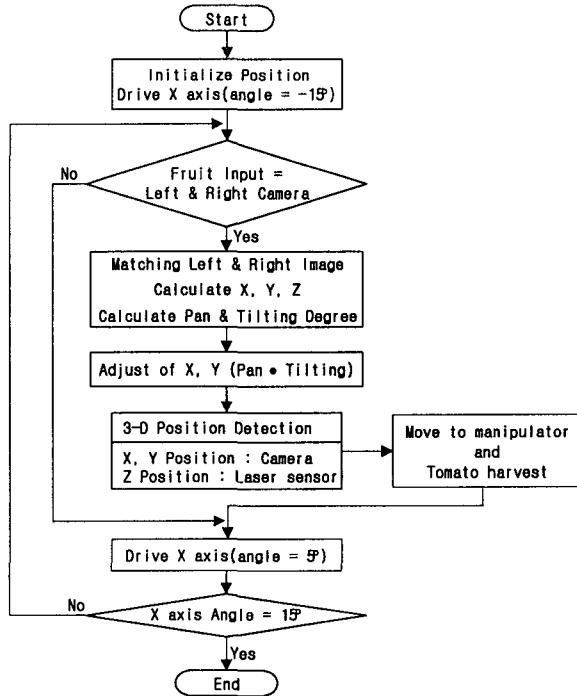 Start
Initialize Position
Drive X axis(angle = -15°)
No
Fruit Input =
Left & Right Camera
Yes
Matching Left & Right Image
Calculate X, Y, Z
Calculate Pan & Tilting Degree
Adjust of X, Y (Pan • Tilting)
3-D Position Detection
X, Y Position : Camera
Z Position : Laser sensor
Move to manipulator
and
Tomato harvest
Drive X axis(angle = 5°)
No
X axis Angle = 15°
Yes
End